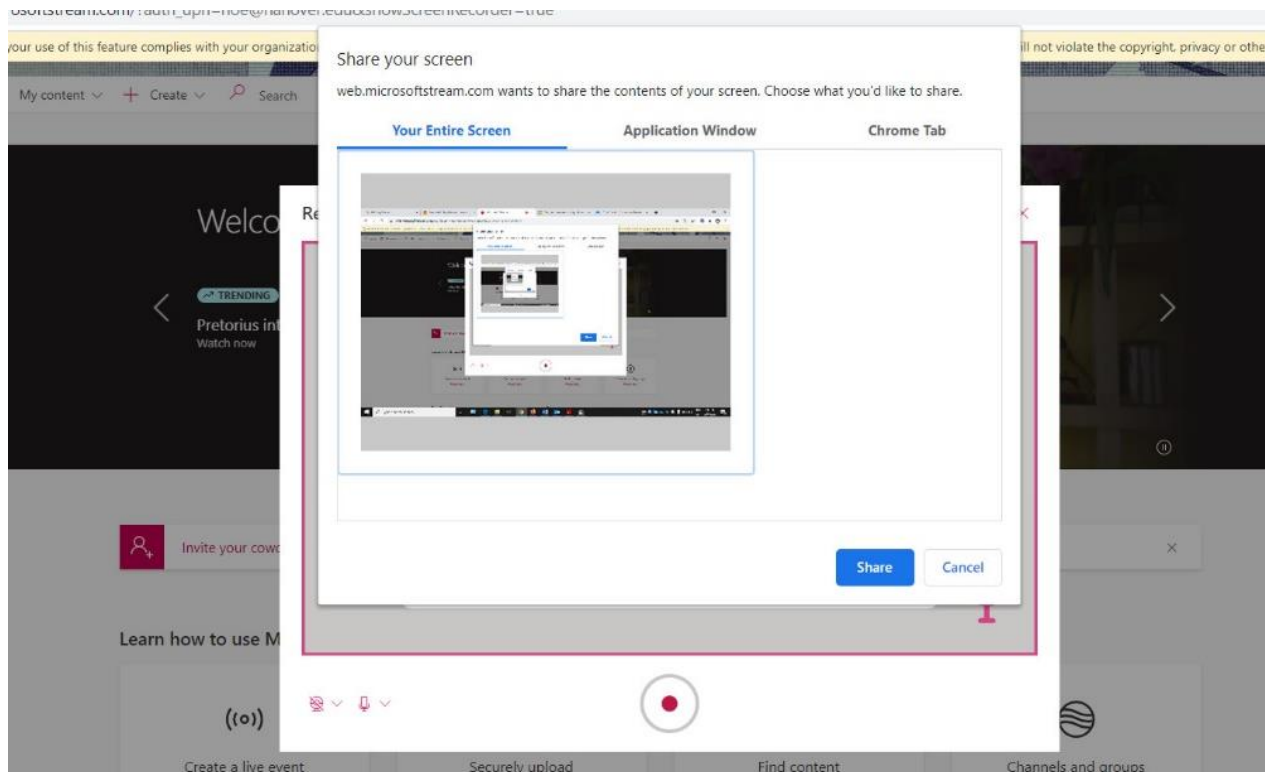 your use of this feature complies with your organization
ill not violate the copyright, privacy or othe
My content
Create
Search
Share your screen
web.microsoftstream.com wants to share the contents of your screen. Choose what you'd like to share.
Your Entire Screen Application Window Chrome Tab
Welco
Re
TRENDING
Pretorius int
Watch now
Invite your cowo
Share Cancel
Learn how to use M
Create a live event
Securely upload
Find content
Channels and groups